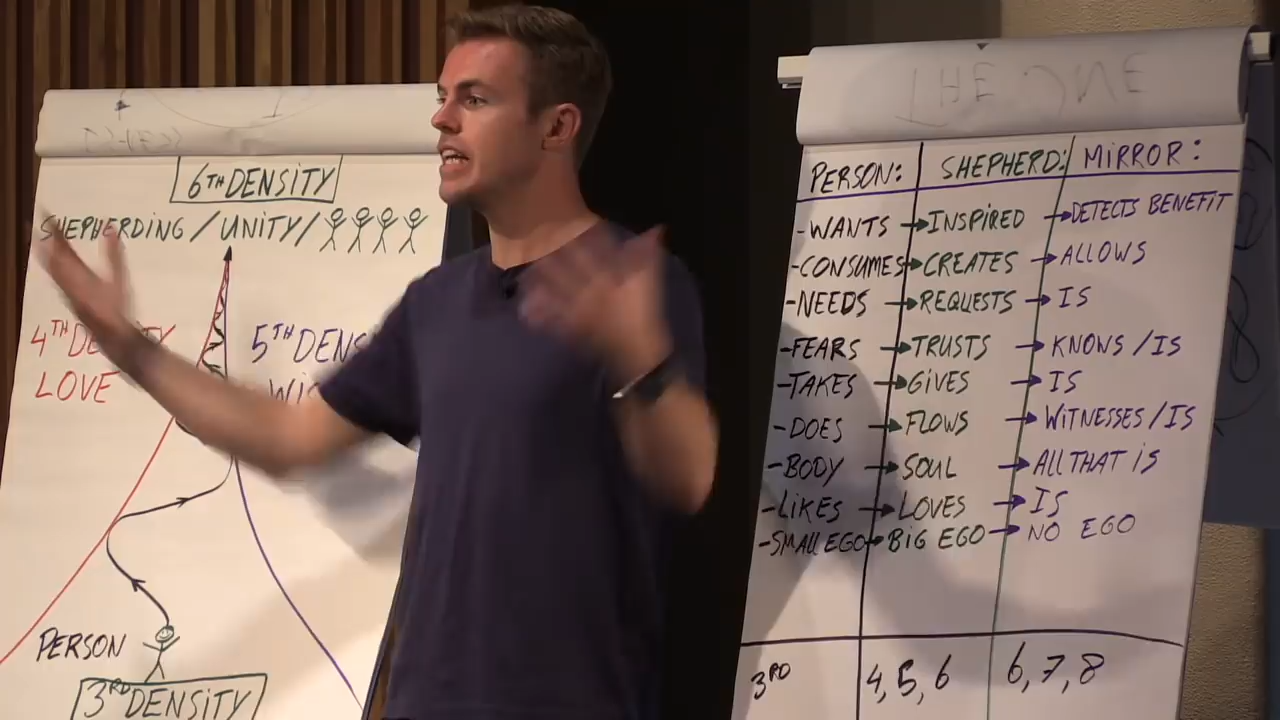 6TH DENSITY
SHEPHERDING / UNITY /
4TH DENSITY
LOVE
5TH DENS
WIS
PERSON
3RD DENSITY
THE ONE
PERSON: SHEPHERD: MIRROR:
-WANTS →INSPIRED →DETECTS BENEFIT
-CONSUMES →CREATES →ALLOWS
-NEEDS →REQUESTS →IS
-FEARS →TRUSTS →KNOWS / IS
-TAKES →GIVES →IS
-DOES →FLOWS →WITNESSES / IS
-BODY →SOUL →ALL THAT IS
-LIKES →LOVES →IS
-SMALL EGO →BIG EGO →NO EGO
3RD 4, 5, 6 6, 7, 8